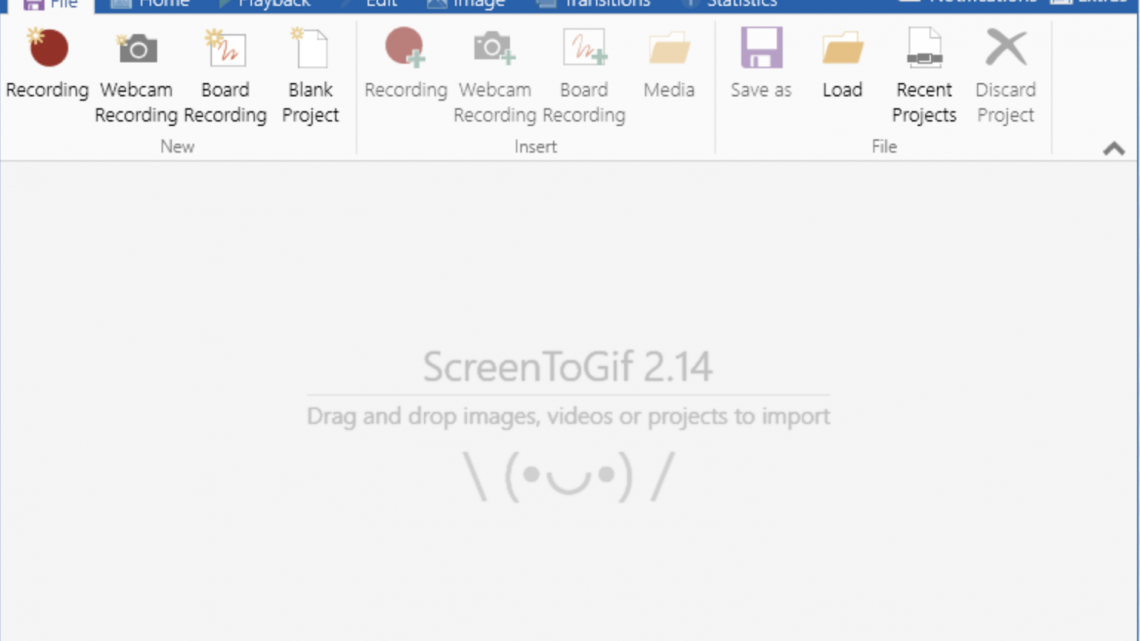 File Home Playback Edit Image Transitions Statistics Notifications Extras
Recording Webcam Board Blank Recording Webcam Board Media Save as Load Recent Discard
Recording Recording Project Recording Recording Projects Project
New Insert File
ScreenToGif 2.14
Drag and drop images, videos or projects to import
\ (•◡•) /